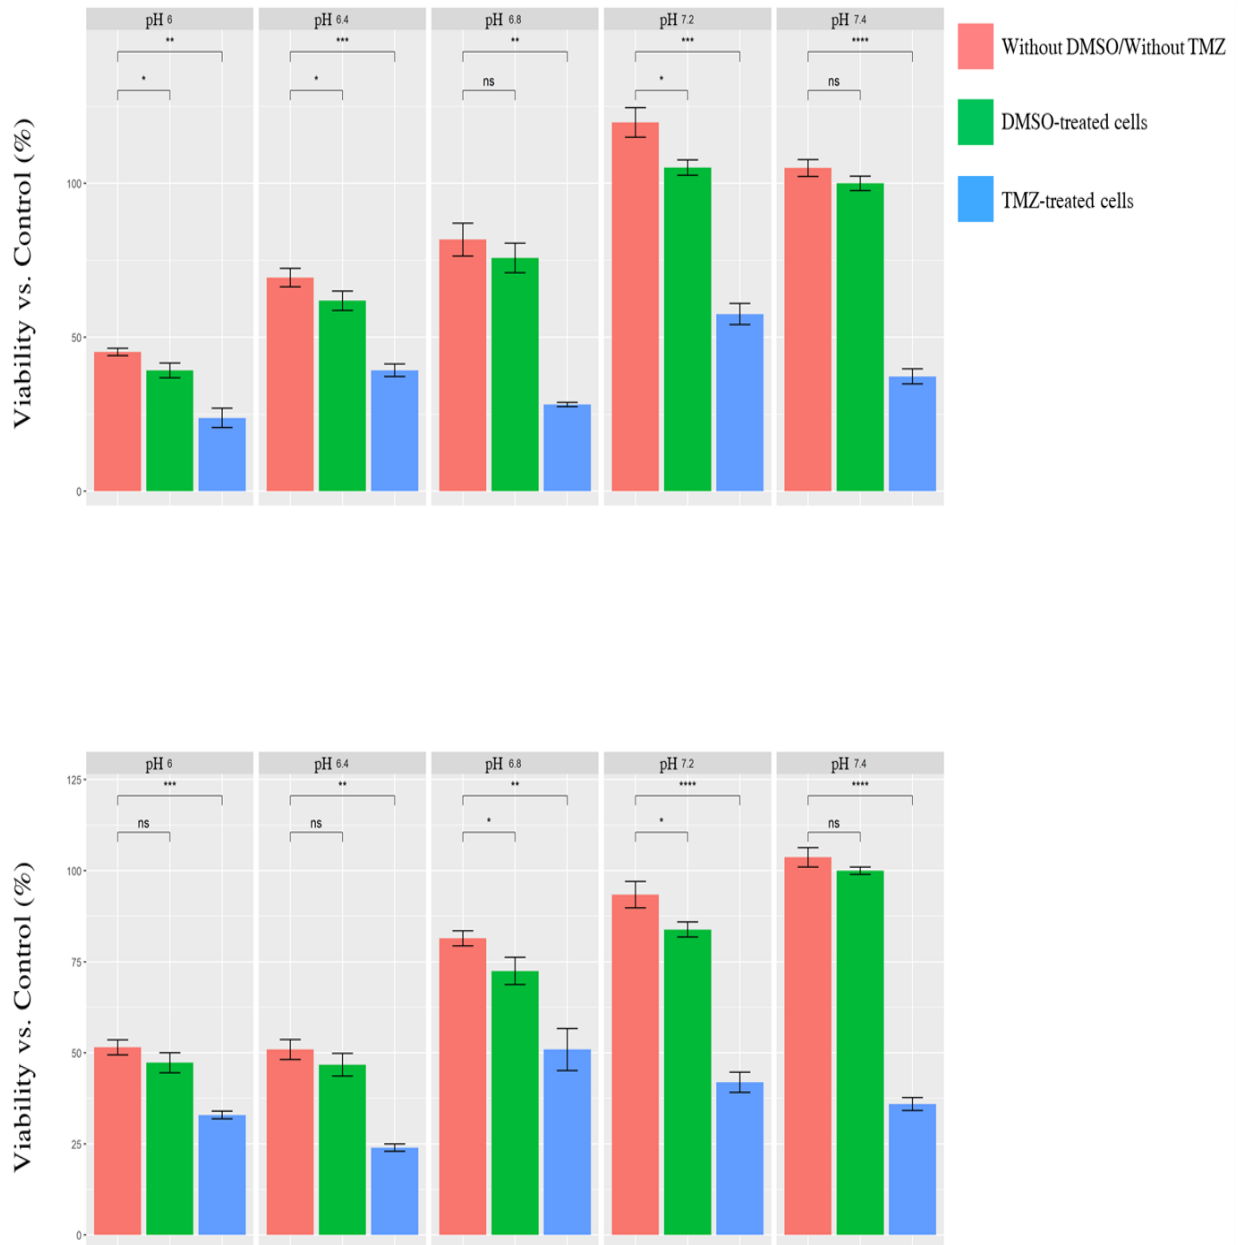 pH 6 pH 6.4 pH 6.8 pH 7.2 pH 7.4
** *** ** *** ****
* * ns * ns
100
50
0
Viability vs. Control (%)
Without DMSO/Without TMZ
DMSO-treated cells
TMZ-treated cells
pH 6 pH 6.4 pH 6.8 pH 7.2 pH 7.4
*** ** ** **** ****
ns ns * * ns
125
100
75
50
25
0
Viability vs. Control (%)